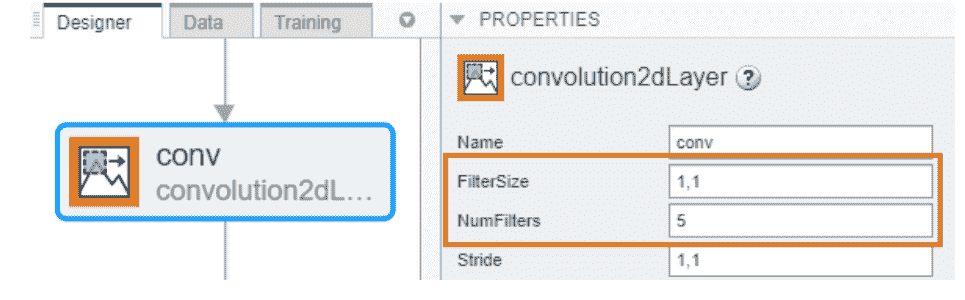 Designer Data Training
conv
convolution2dL...
PROPERTIES
convolution2dLayer ?
Name conv
FilterSize 1,1
NumFilters 5
Stride 1,1